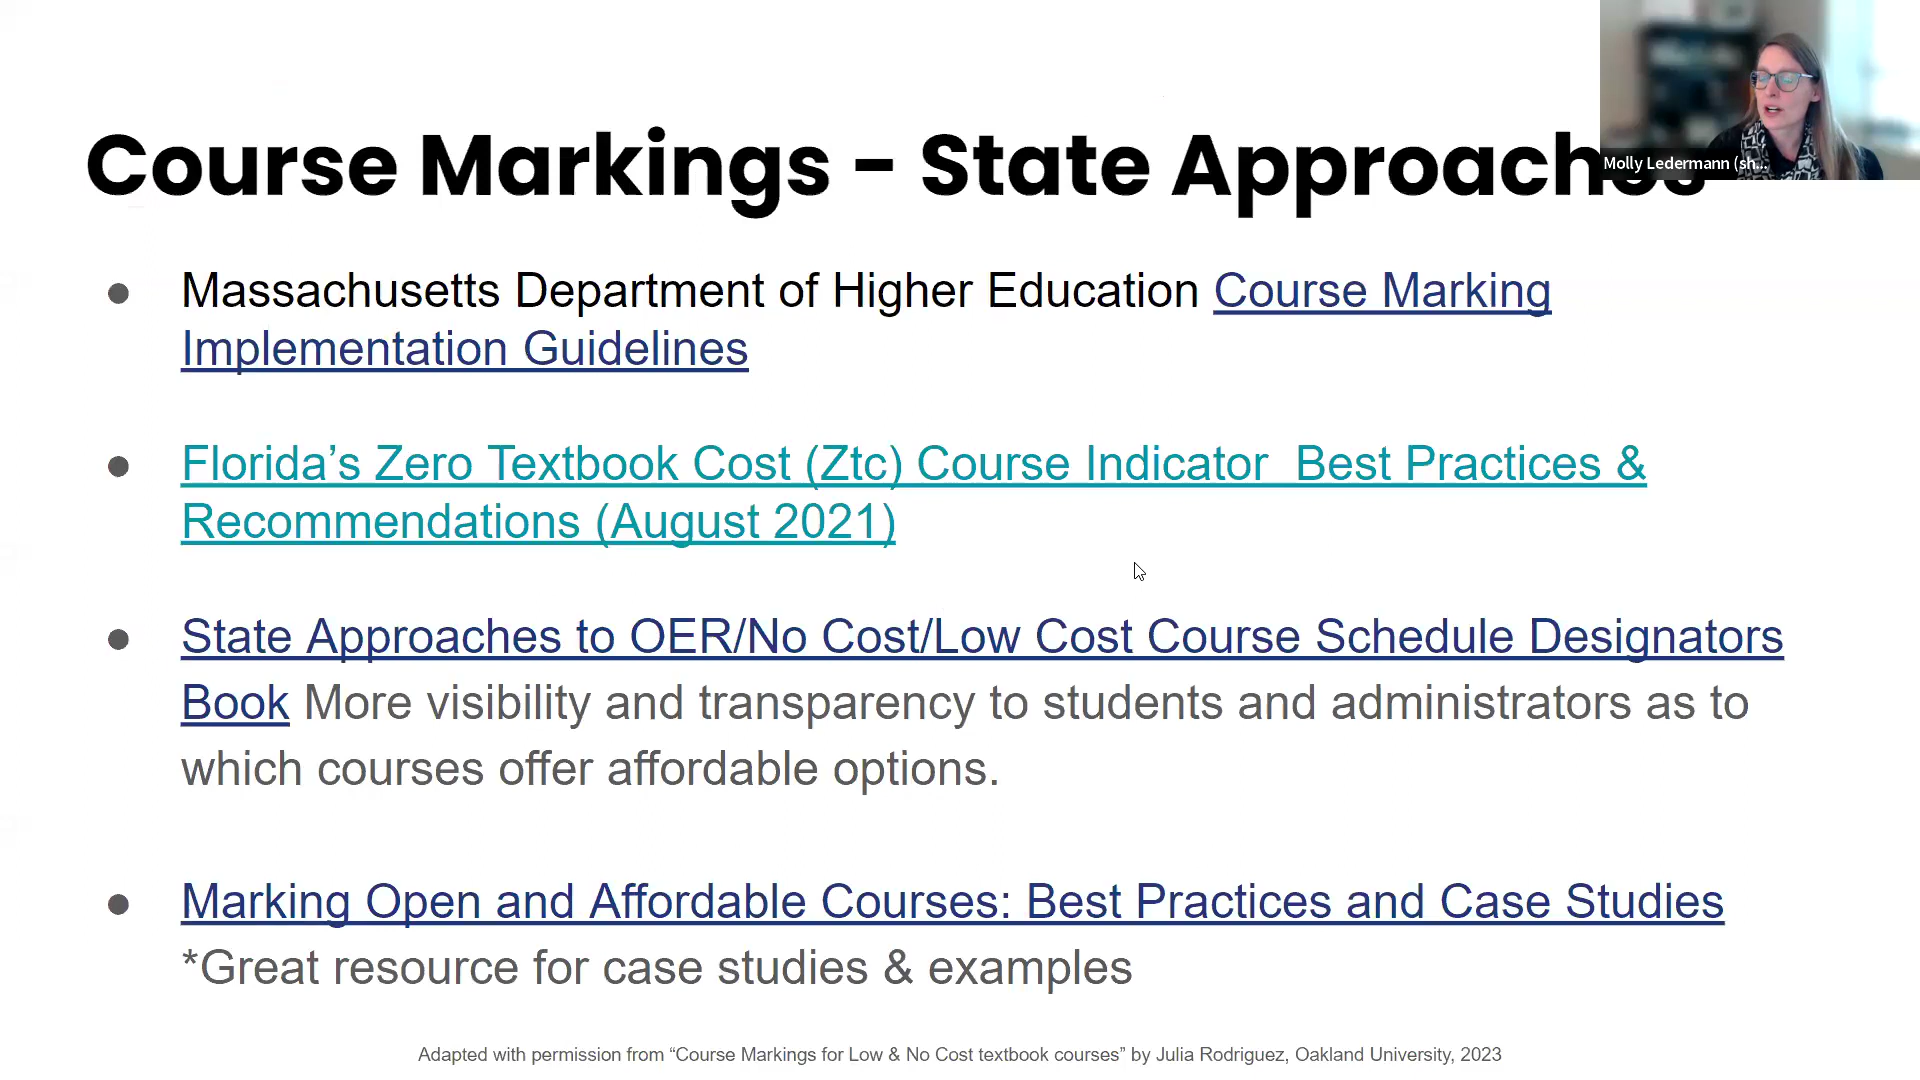 Course Markings - State Approaches
Molly Ledermann (sh...
Massachusetts Department of Higher Education Course Marking
Implementation Guidelines
Florida’s Zero Textbook Cost (Ztc) Course Indicator  Best Practices &
Recommendations (August 2021)
State Approaches to OER/No Cost/Low Cost Course Schedule Designators
Book More visibility and transparency to students and administrators as to
which courses offer affordable options.
Marking Open and Affordable Courses: Best Practices and Case Studies
*Great resource for case studies & examples
Adapted with permission from “Course Markings for Low & No Cost textbook courses” by Julia Rodriguez, Oakland University, 2023